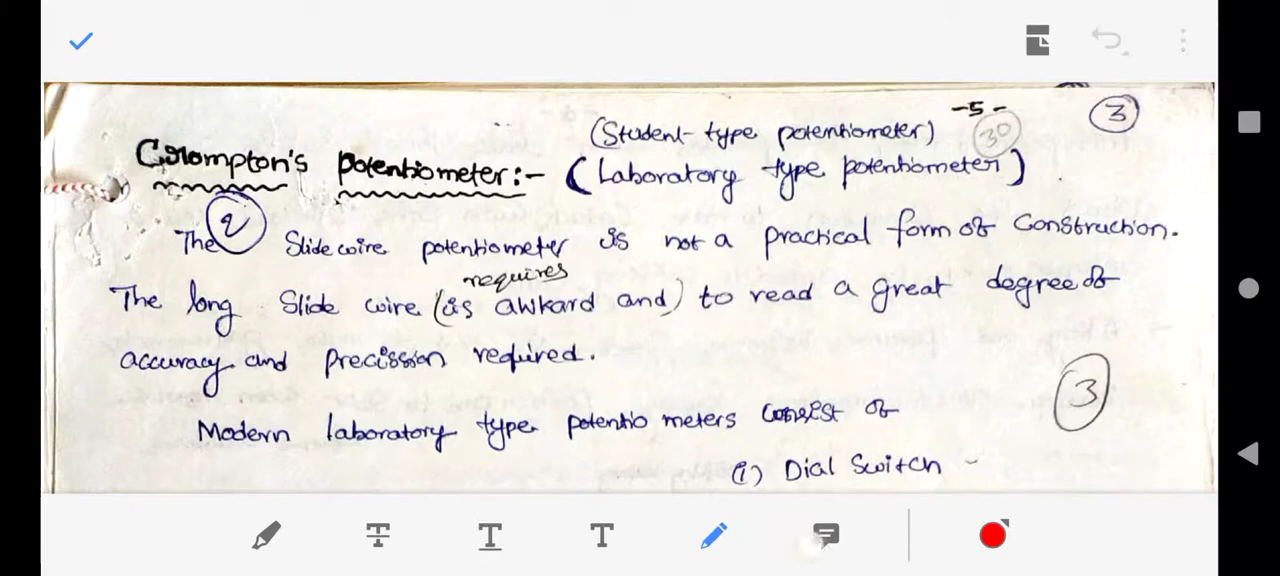 -5-
3
(Student-type potentiometer) 30
Crompton's potentiometer:- (Laboratory type potentiometer)
2
The Slide wire potentiometer is not a practical form of Construction.
requires
The long Slide wire (is awkard and) to read a great degree of
accuracy and precission required.
3
Modern laboratory type potentio meters consist of
(i) Dial Switch -
T T T